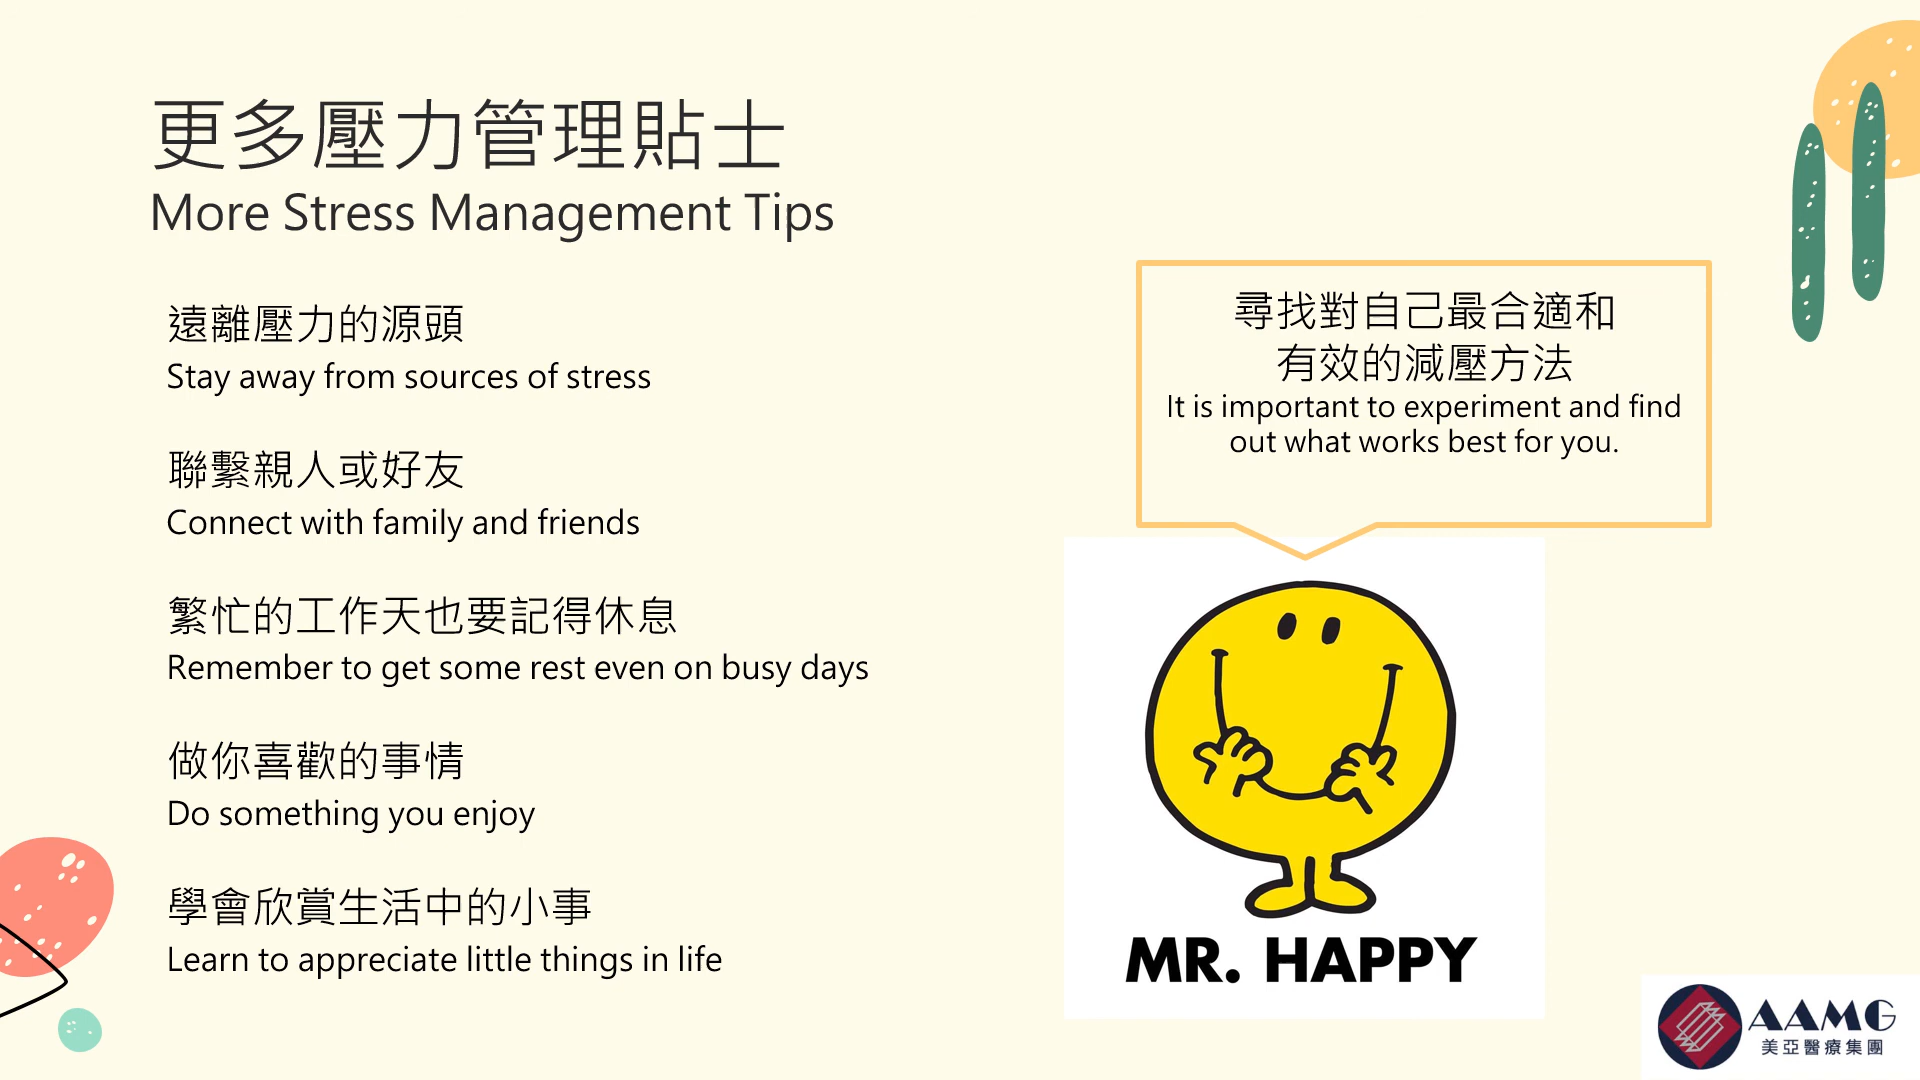 更多壓力管理貼士
More Stress Management Tips
遠離壓力的源頭
Stay away from sources of stress
聯繫親人或好友
Connect with family and friends
繁忙的工作天也要記得休息
Remember to get some rest even on busy days
做你喜歡的事情
Do something you enjoy
學會欣賞生活中的小事
Learn to appreciate little things in life
尋找對自己最合適和
有效的減壓方法
It is important to experiment and find
out what works best for you.
MR. HAPPY
AAMG
美亞醫療集團